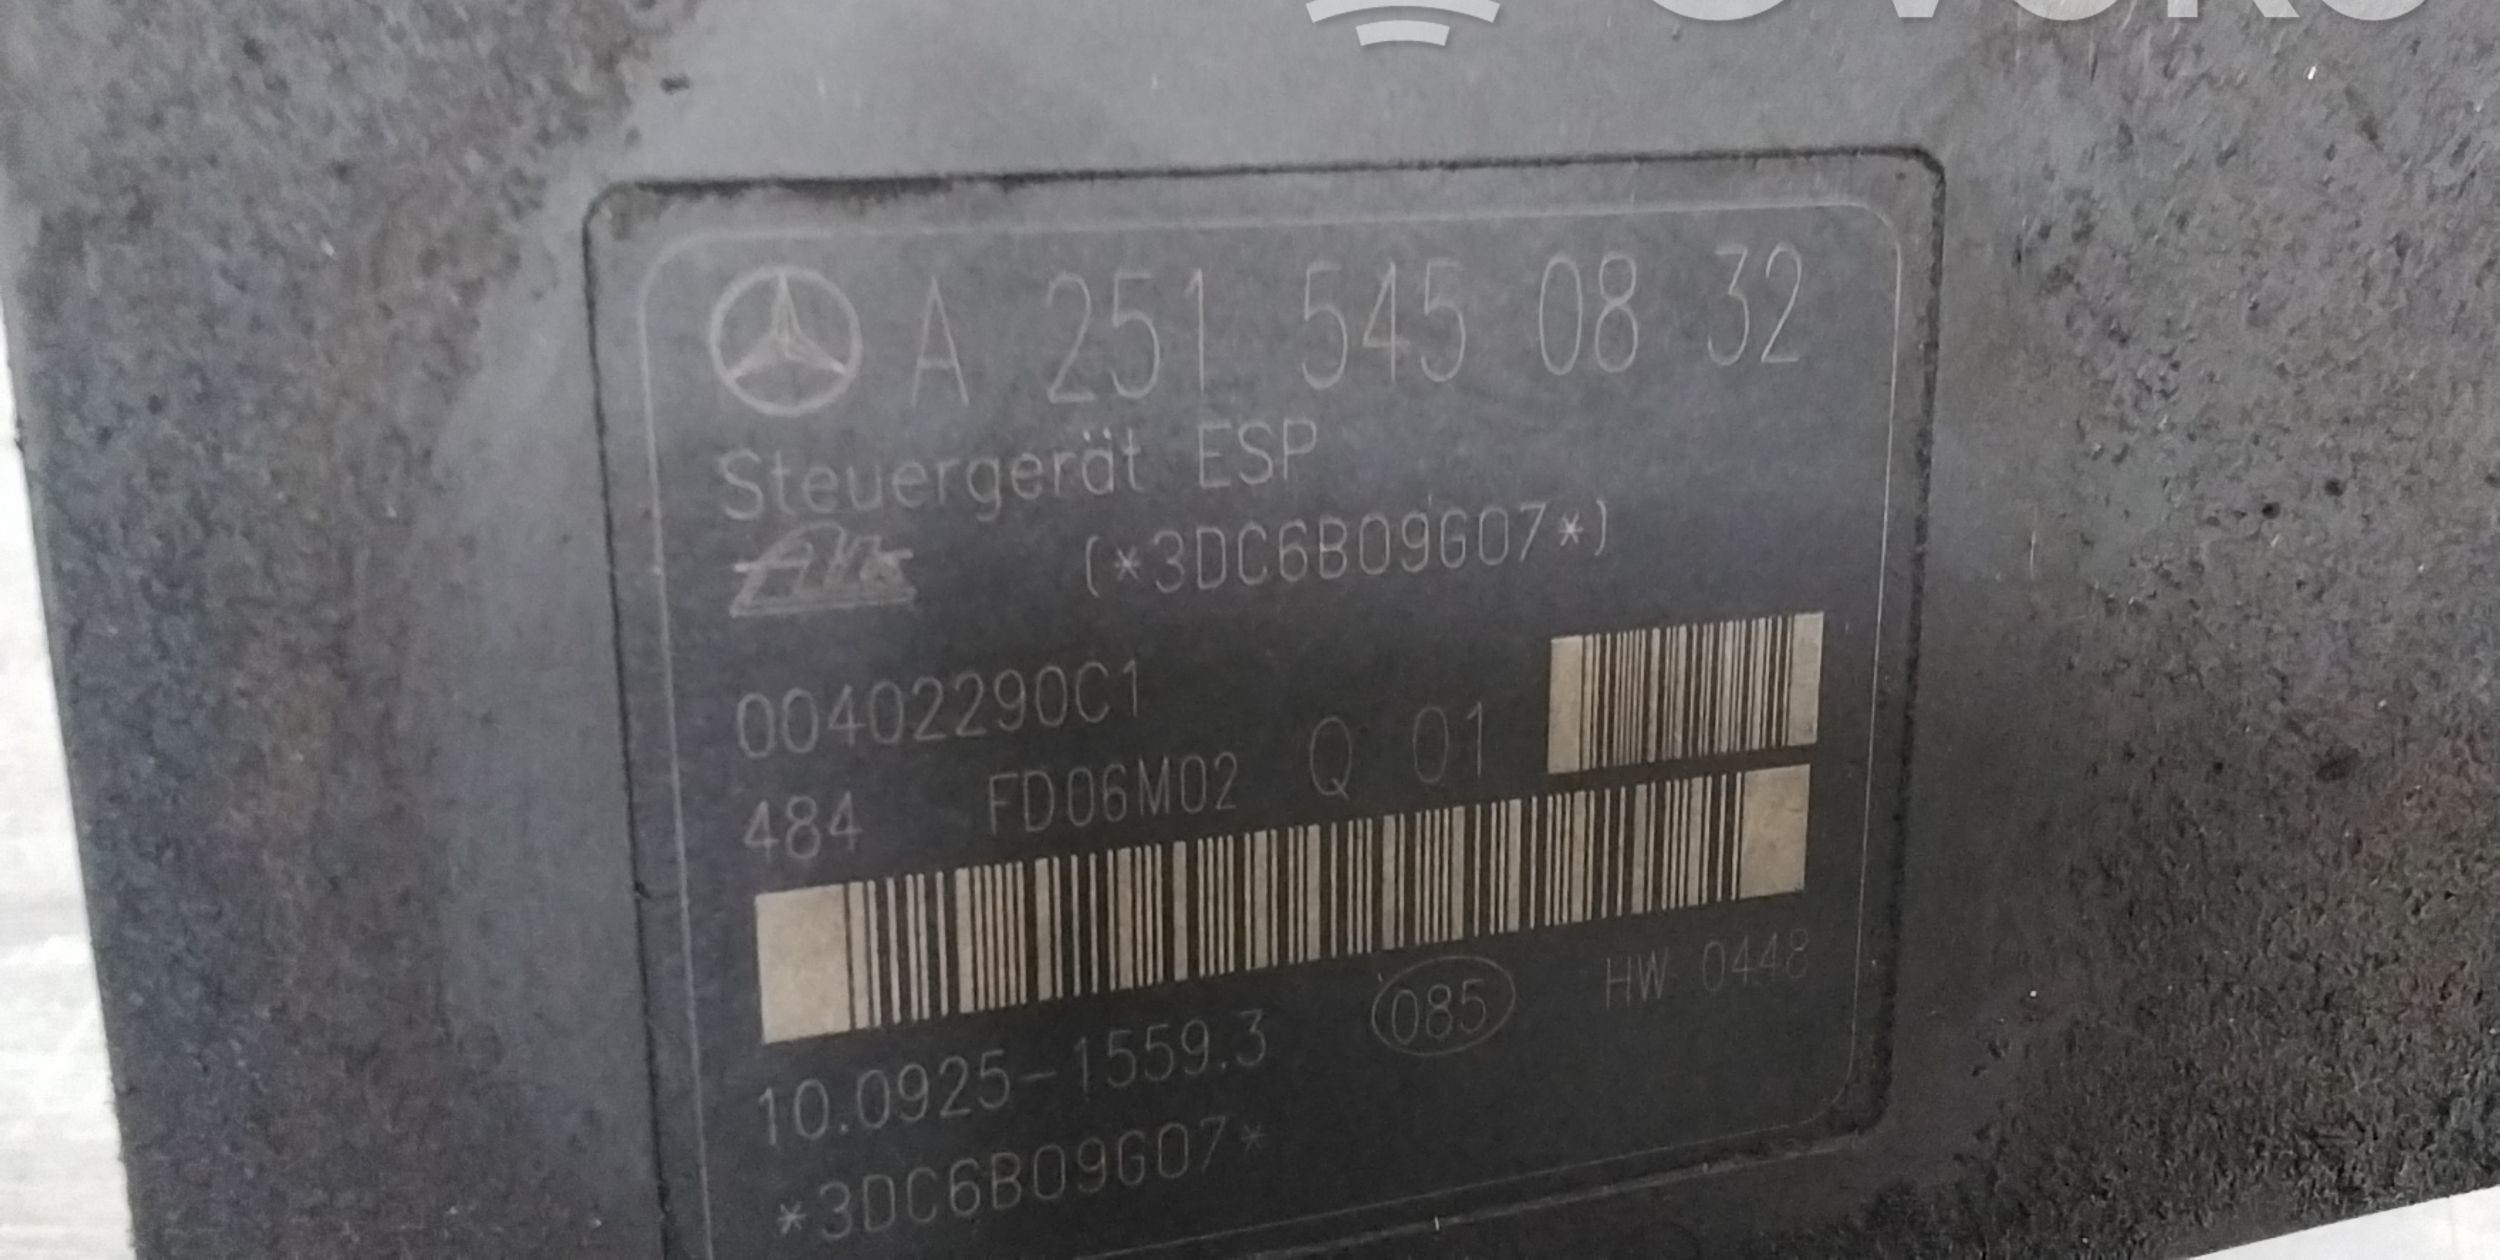 A 251 545 08 32
Steuergerät ESP
(*3DC6B09G07*)
00402290C1
484 FD06M02 Q 01
10.0925-1559.3 085 HW 0448
*3DC6B09G07*